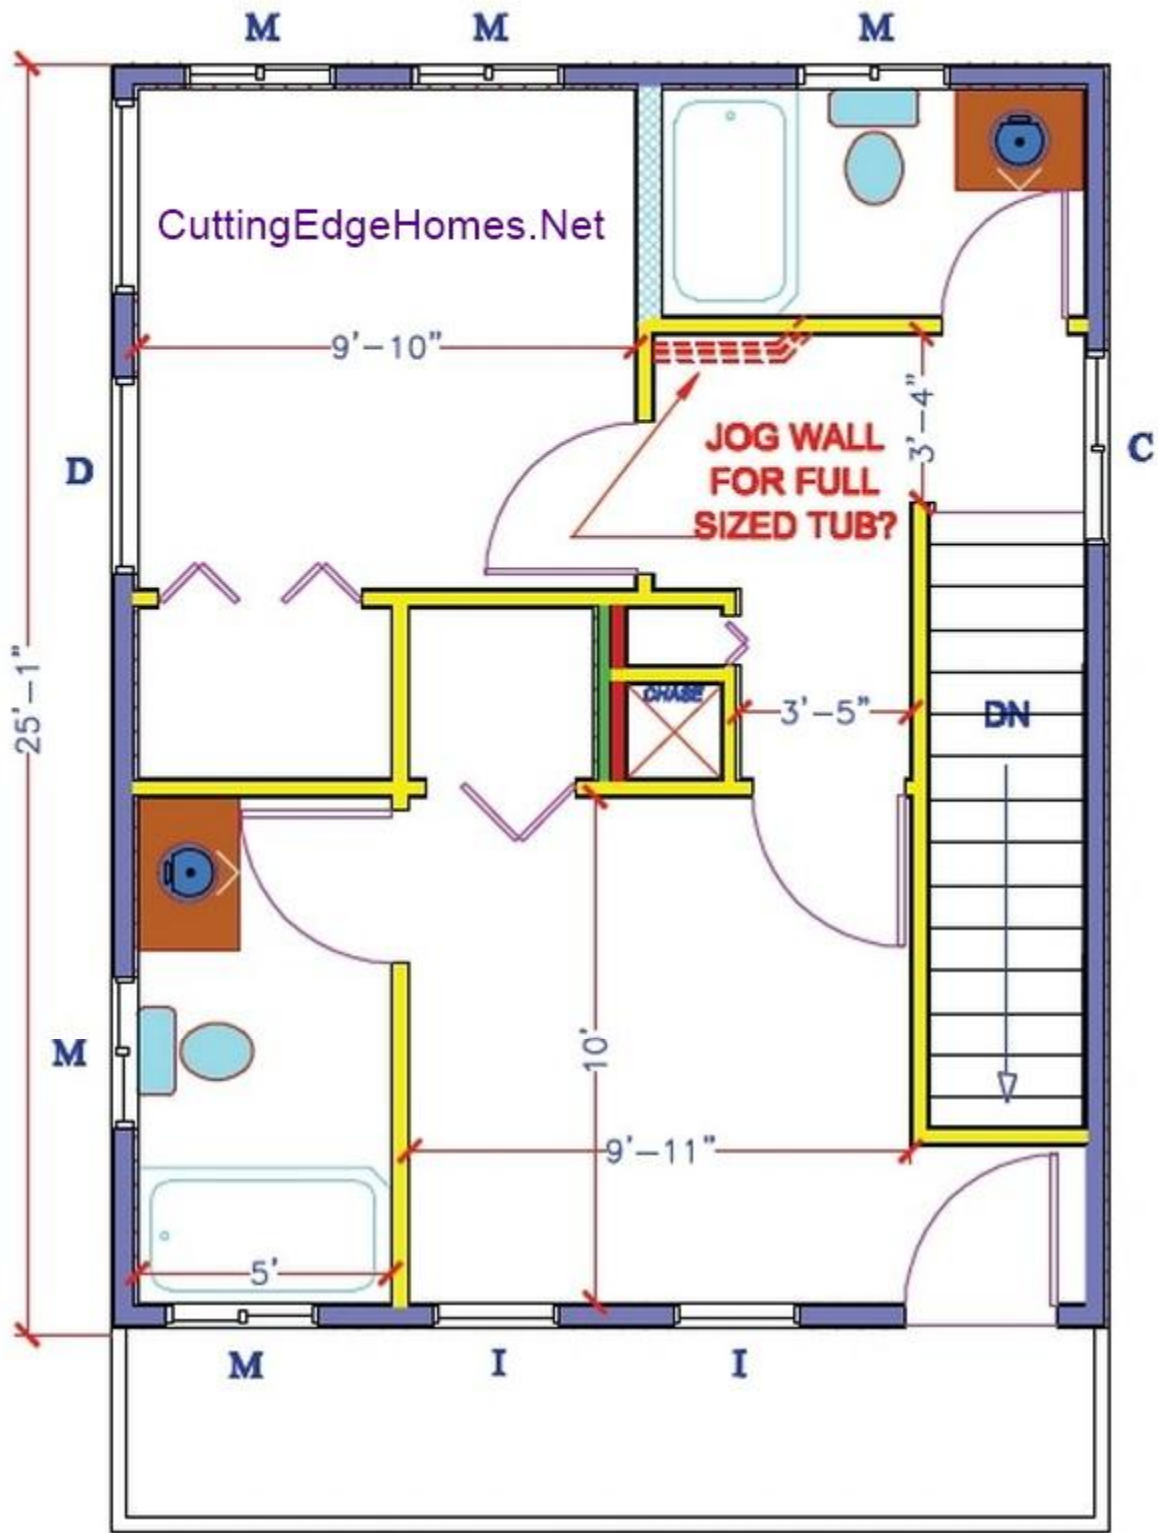 M M M
CuttingEdgeHomes.Net
9'-10"
3'-4"
D
JOG WALL
FOR FULL
SIZED TUB?
C
25'-1"
CHASE
3'-5"
DN
M
10'
9'-11"
5'
M I I